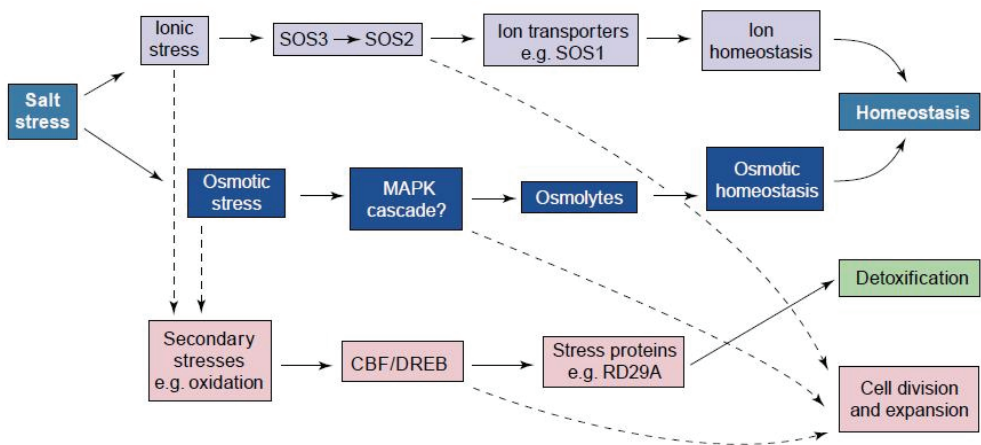 Ionic
stress
SOS3 → SOS2
Ion transporters
e.g. SOS1
Ion
homeostasis
Salt
stress
Homeostasis
Osmotic
stress
MAPK
cascade?
Osmolytes
Osmotic
homeostasis
Detoxification
Secondary
stresses
e.g. oxidation
CBF/DREB
Stress proteins
e.g. RD29A
Cell division
and expansion